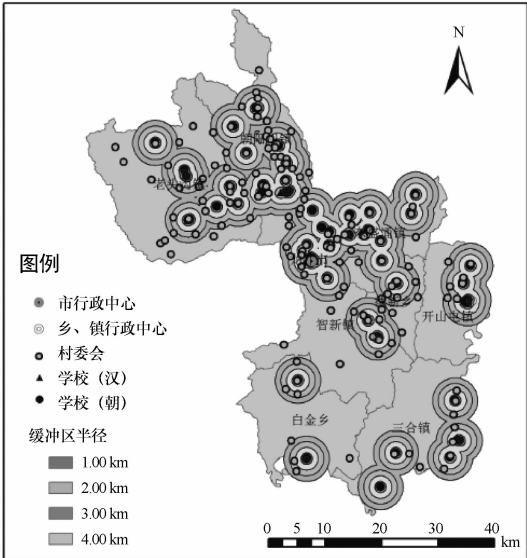 N
智新镇
开山屯镇
白金乡
三合镇
图例
市行政中心
乡、镇行政中心
村委会
学校（汉）
学校（朝）
缓冲区半径
1.00 km
2.00 km
3.00 km
4.00 km
0 5 10 20 30 40
km